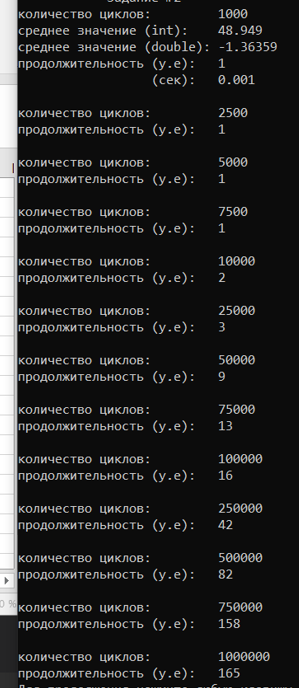 количество циклов: 1000
среднее значение (int): 48.949
среднее значение (double): -1.36359
продолжительность (у.е): 1
(сек): 0.001
количество циклов: 2500
продолжительность (у.е): 1
количество циклов: 5000
продолжительность (у.е): 1
количество циклов: 7500
продолжительность (у.е): 1
количество циклов: 10000
продолжительность (у.е): 2
количество циклов: 25000
продолжительность (у.е): 3
количество циклов: 50000
продолжительность (у.е): 9
количество циклов: 75000
продолжительность (у.е): 13
количество циклов: 100000
продолжительность (у.е): 16
количество циклов: 250000
продолжительность (у.е): 42
количество циклов: 500000
продолжительность (у.е): 82
количество циклов: 750000
продолжительность (у.е): 158
количество циклов: 1000000
продолжительность (у.е): 165